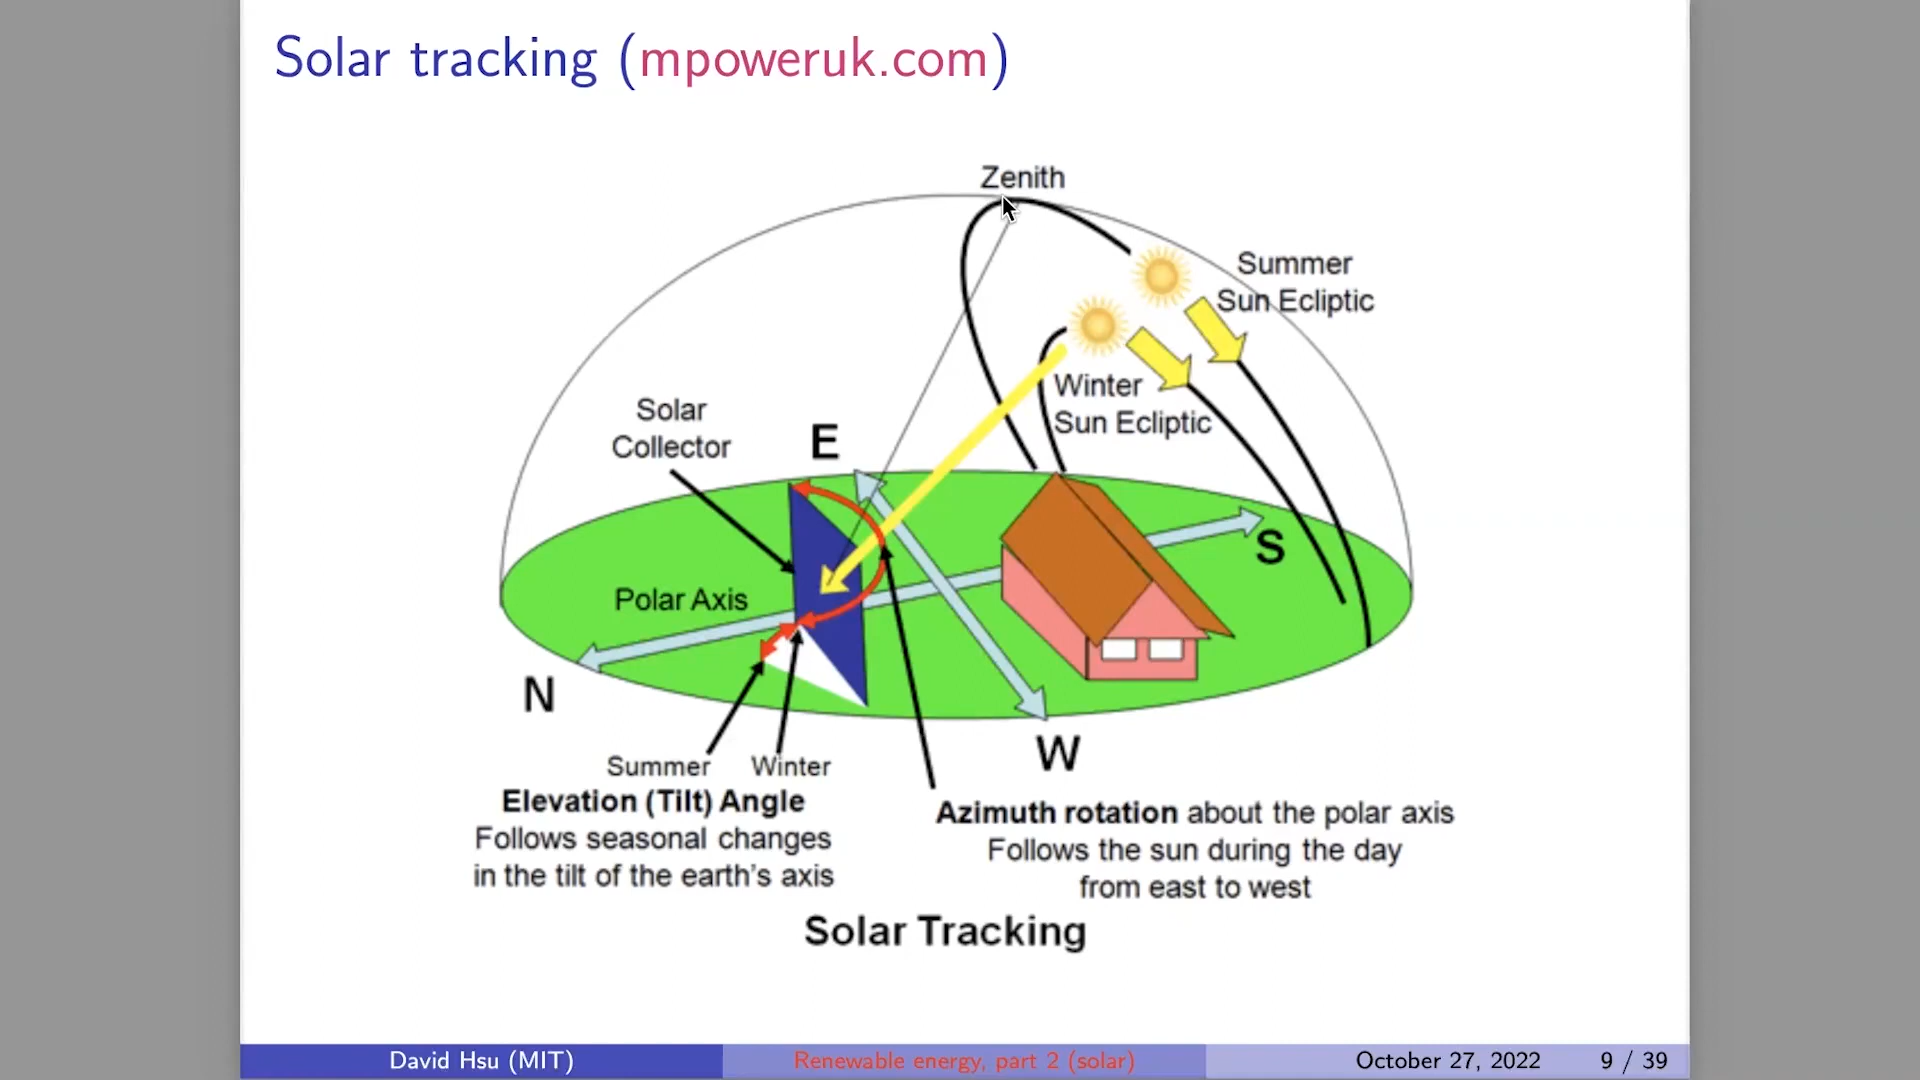 Solar tracking (mpoweruk.com)
Zenith
Summer
Sun Ecliptic
Winter
Sun Ecliptic
Solar
Collector
E
S
Polar Axis
N
W
Summer
Winter
Elevation (Tilt) Angle
Follows seasonal changes
in the tilt of the earth's axis
Azimuth rotation about the polar axis
Follows the sun during the day
from east to west
Solar Tracking
David Hsu (MIT)
Renewable energy, part 2 (solar)
October 27, 2022
9 / 39